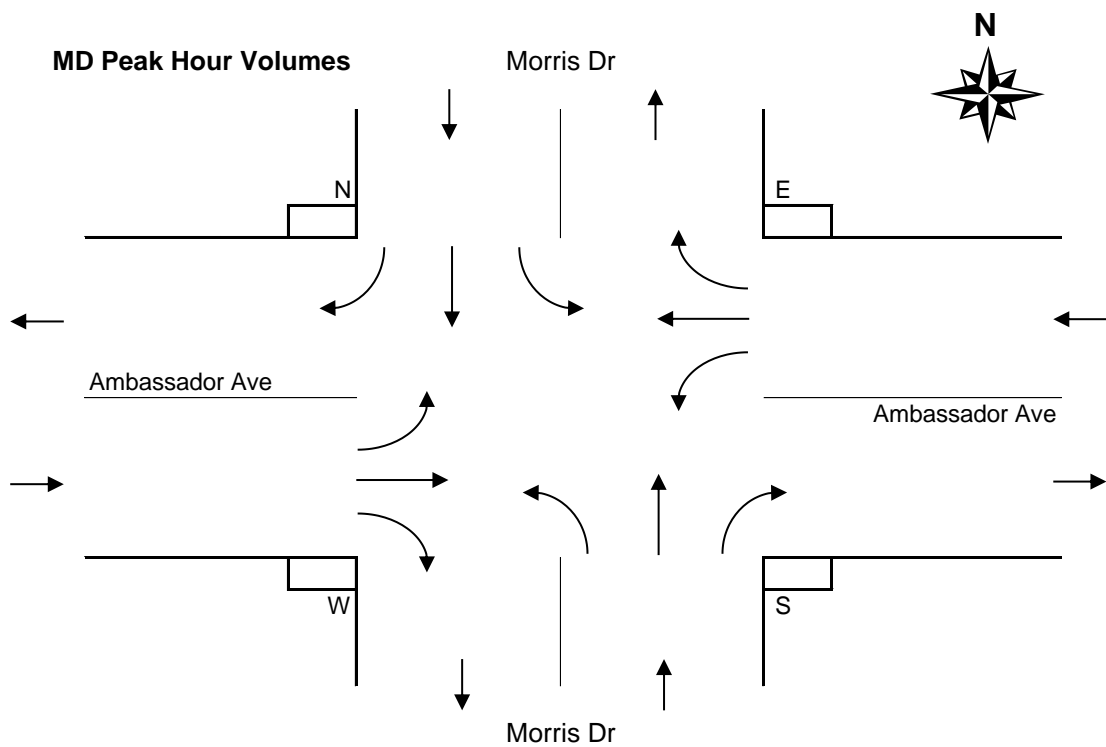 N
MD Peak Hour Volumes
Morris Dr
N
E
Ambassador Ave
Ambassador Ave
W
S
Morris Dr